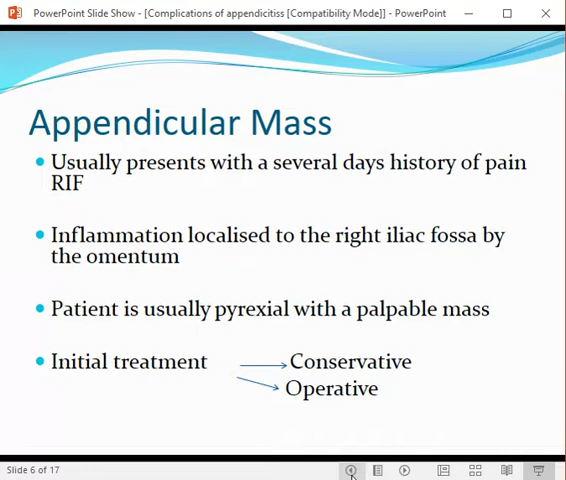 PowerPoint Slide Show - [Complications of appendicitiss [Compatibility Mode]] - PowerPoint
Appendicular Mass
Usually presents with a several days history of pain
RIF
Inflammation localised to the right iliac fossa by
the omentum
Patient is usually pyrexial with a palpable mass
Initial treatment Conservative
Operative
Slide 6 of 17